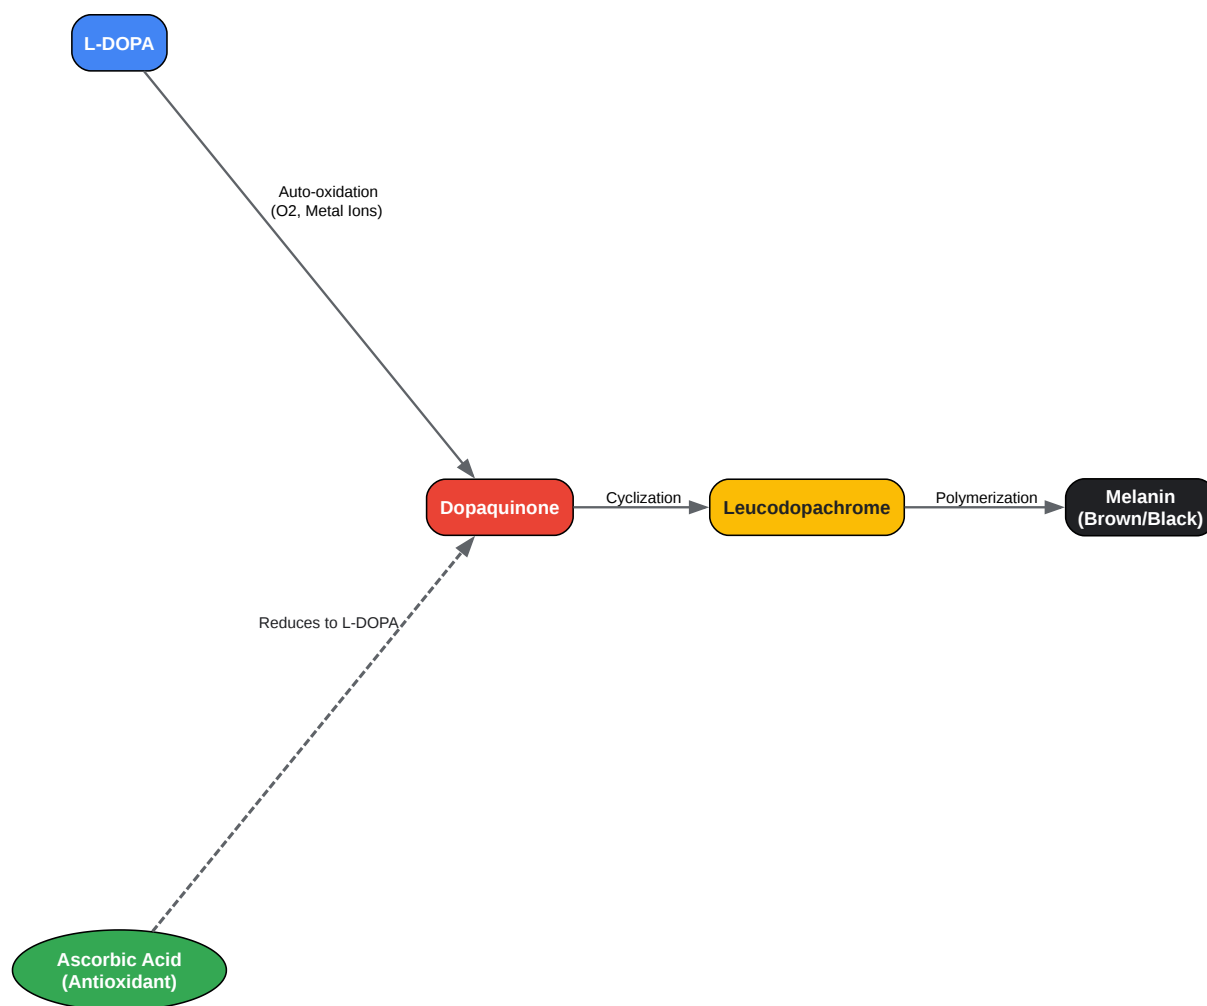 L-DOPA
Auto-oxidation
(O2, Metal Ions)
Dopaquinone
Cyclization
Leucodopachrome
Polymerization
Melanin
(Brown/Black)
Reduces to L-DOPA
Ascorbic Acid
(Antioxidant)